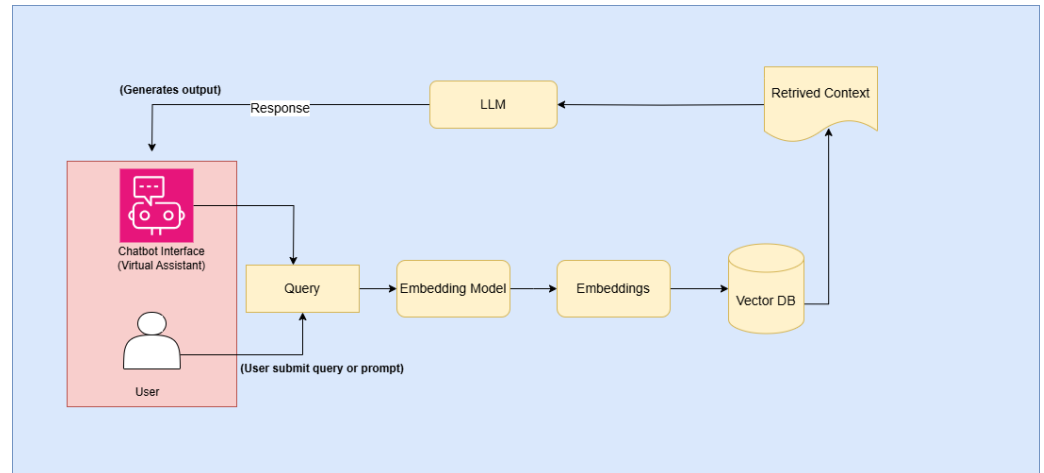 (Generates output)
Response
LLM
Retrived Context
Chatbot Interface
(Virtual Assistant)
Query
Embedding Model
Embeddings
Vector DB
(User submit query or prompt)
User